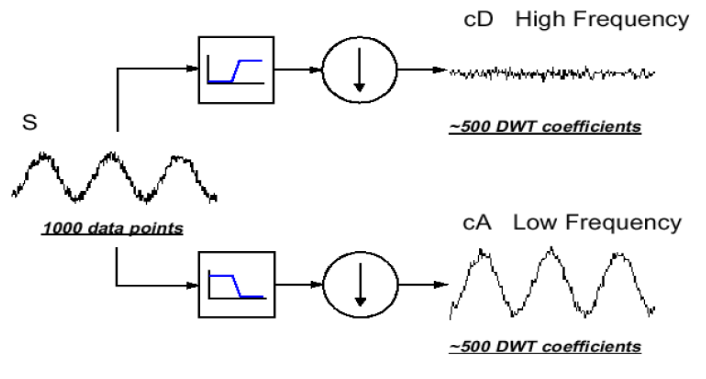 cD High Frequency
~500 DWT coefficients
S
1000 data points
cA Low Frequency
~500 DWT coefficients